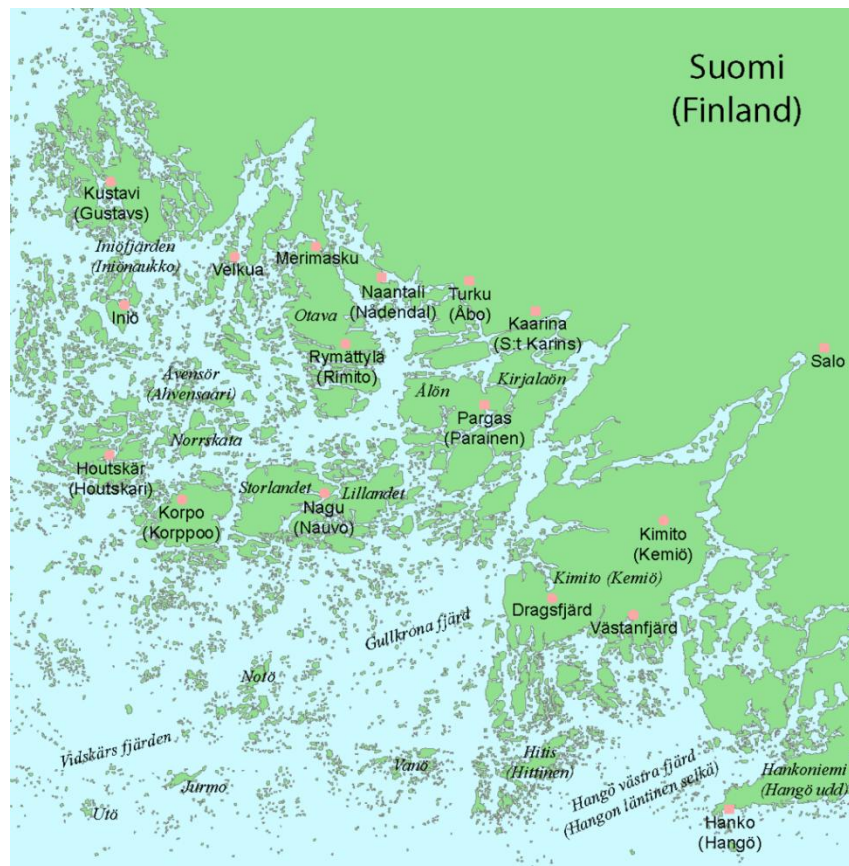 Suomi
(Finland)
Kustavi
(Gustavs)
Iniöfjärden
(Iniönaukko)
Velkua
Merimasku
Naantali
(Nådendal)
Turku
(Åbo)
Iniö
Otava
Kaarina
(S:t Karins)
Rymättylä
(Rimito)
Salo
Avensör
(Ahvensaari)
Ålön
Kirjalaön
Pargas
(Parainen)
Norrskata
Houtskär
(Houtskari)
Storlandet
Lillandet
Korpo
(Korppoo)
Nagu
(Nauvo)
Kimito
(Kemiö)
Kimito (Kemiö)
Dragsfjärd
Västanfjärd
Gullkrona fjärd
Notö
Vidskärs fjärden
Vanö
Hitis
(Hittinen)
Jurmo
Utö
Hangö västra fjärd
(Hangon läntinen selkä)
Hankoniemi
(Hangö udd)
Hanko
(Hangö)